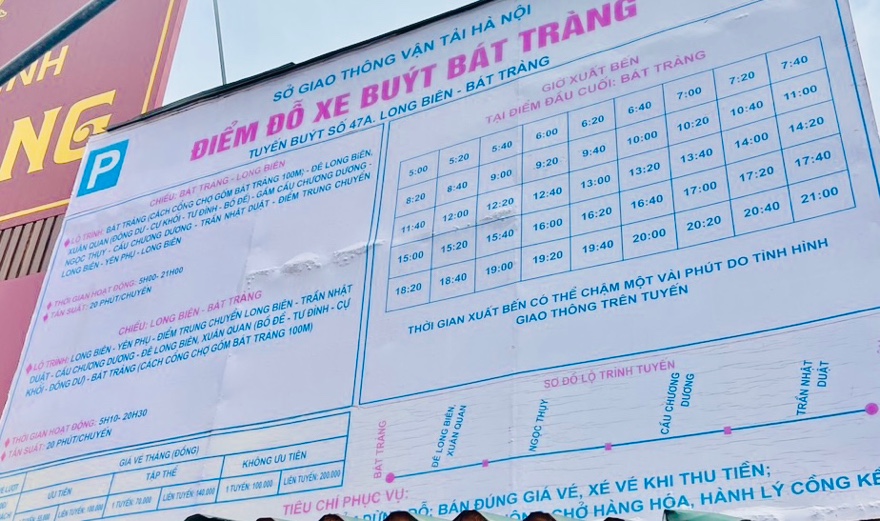 NH
NG
P
SỞ GIAO THÔNG VẬN TẢI HÀ NỘI
ĐIỂM ĐỖ XE BUÝT BÁT TRÀNG
TUYẾN BUÝT SỐ 47A. LONG BIÊN - BÁT TRÀNG
CHIỀU: BÁT TRÀNG - LONG BIÊN
LỘ TRÌNH: BÁT TRÀNG (CÁCH CỔNG CHỢ GỐM BÁT TRÀNG 100M) - ĐÊ LONG BIÊN,
XUÂN QUAN (ĐÔNG DƯ - CỰ KHỐI - TƯ ĐÌNH - BỒ ĐỀ) - GẦM CẦU CHƯƠNG DƯƠNG -
NGỌC THỤY - CẦU CHƯƠNG DƯƠNG - TRẦN NHẬT DUẬT - ĐIỂM TRUNG CHUYỂN
LONG BIÊN - YÊN PHỤ - LONG BIÊN
THỜI GIAN HOẠT ĐỘNG: 5H00- 21H00
TẦN SUẤT: 20 PHÚT/CHUYẾN
CHIỀU: LONG BIÊN - BÁT TRÀNG
LỘ TRÌNH: LONG BIÊN - YÊN PHỤ - ĐIỂM TRUNG CHUYỂN LONG BIÊN - TRẦN NHẬT
DUẬT - CẦU CHƯƠNG DƯƠNG - ĐÊ LONG BIÊN, XUÂN QUAN (BỒ ĐỀ - TƯ ĐÌNH - CỰ
KHỐI - ĐÔNG DƯ) - BÁT TRÀNG (CÁCH CỔNG CHỢ GỐM BÁT TRÀNG 100M)
THỜI GIAN HOẠT ĐỘNG: 5H10- 20H30
TẦN SUẤT: 20 PHÚT/CHUYẾN
GIÁ VÉ THÁNG (ĐỒNG)
ƯU TIÊN TẬP THỂ KHÔNG ƯU TIÊN
LIÊN TUYẾN: 100.000 1 TUYẾN: 70.000 LIÊN TUYẾN: 140.000 1 TUYẾN: 100.000 LIÊN TUYẾN: 200.000
GIỜ XUẤT BẾN
TẠI ĐIỂM ĐẦU CUỐI: BÁT TRÀNG
5:00 5:20 5:40 6:00 6:20 6:40 7:00 7:20 7:40
8:20 8:40 9:00 9:20 9:40 10:00 10:20 10:40 11:00
11:40 12:00 12:20 12:40 13:00 13:20 13:40 14:00 14:20
15:00 15:20 15:40 16:00 16:20 16:40 17:00 17:20 17:40
18:20 18:40 19:00 19:20 19:40 20:00 20:20 20:40 21:00
THỜI GIAN XUẤT BẾN CÓ THỂ CHẬM MỘT VÀI PHÚT DO TÌNH HÌNH
GIAO THÔNG TRÊN TUYẾN
SƠ ĐỒ LỘ TRÌNH TUYẾN
BÁT TRÀNG
ĐÊ LONG BIÊN,
XUÂN QUAN
NGỌC THỤY
CẦU CHƯƠNG
DƯƠNG
TRẦN NHẬT
DUẬT
TIÊU CHÍ PHỤC VỤ:
ĐỖ: BÁN ĐÚNG GIÁ VÉ, XÉ VÉ KHI THU TIỀN;
CHỞ HÀNG HÓA, HÀNH LÝ CỒNG KỀ